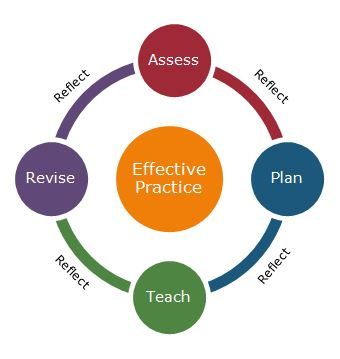 Assess
Reflect
Reflect
Revise
Effective
Practice
Plan
Reflect
Reflect
Teach